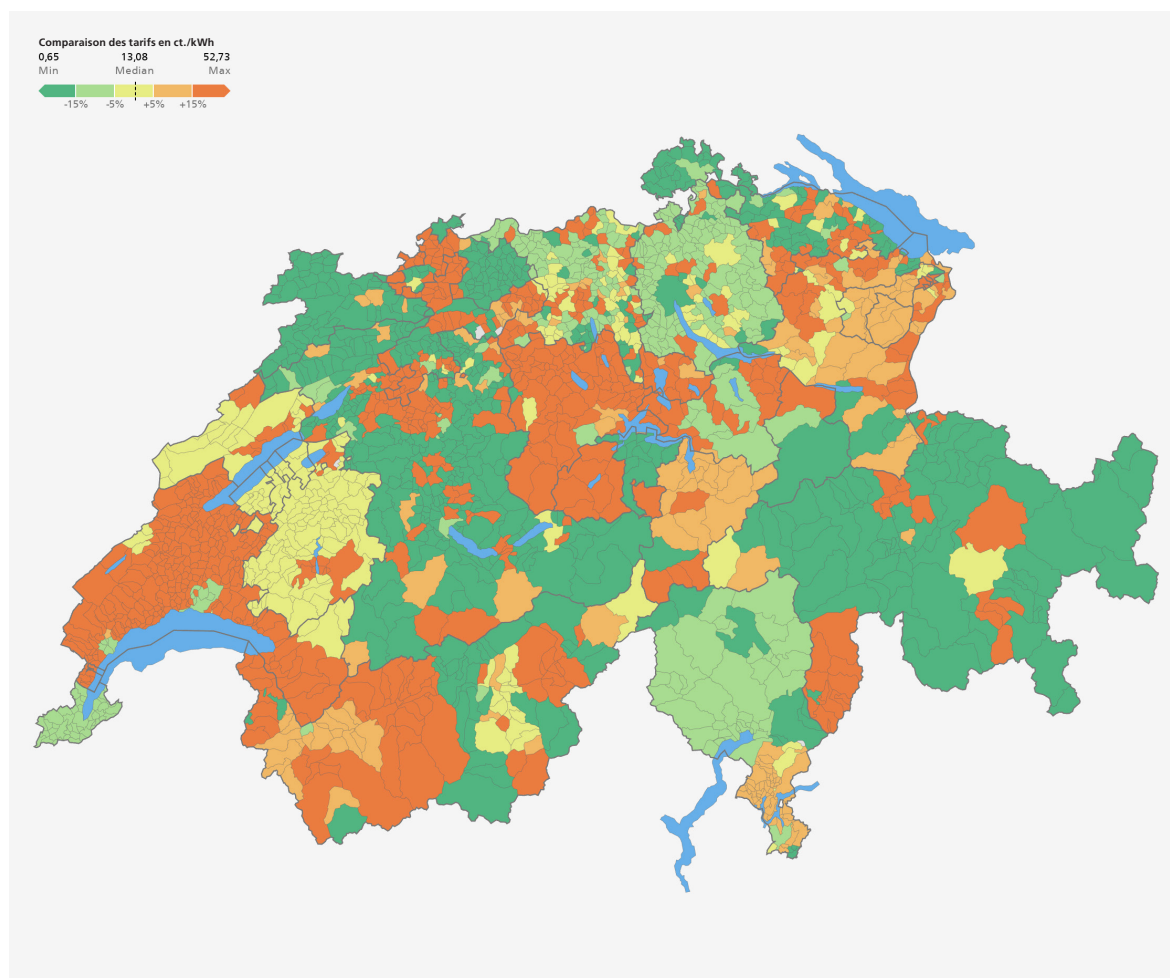 Comparaison des tarifs en ct./kWh
0,65 13,08 52,73
Min Median Max
-15% -5% +5% +15%